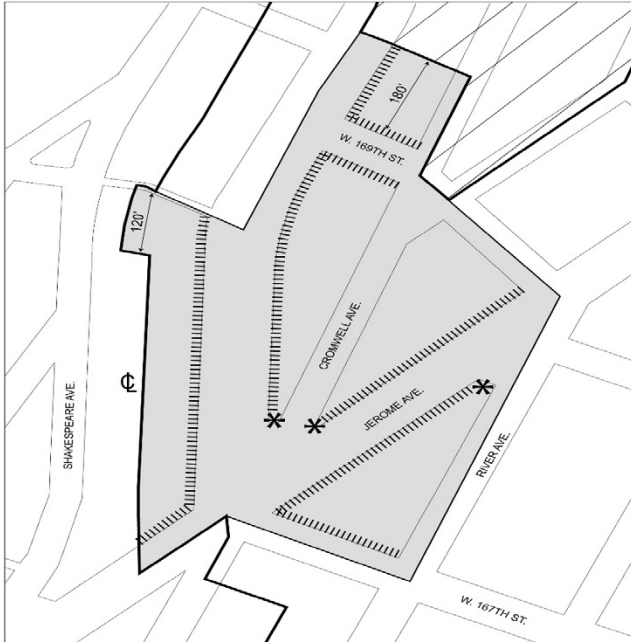 180'
W. 169TH ST.
120'
CROMWELL AVE.
℄
JEROME AVE.
SHAKESPEARE AVE.
RIVER AVE.
W. 167TH ST.